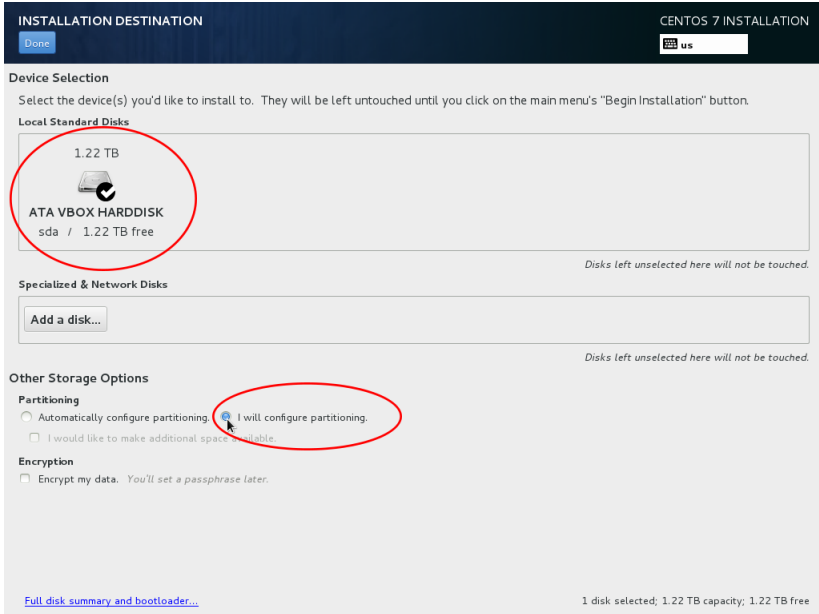 INSTALLATION DESTINATION
CENTOS 7 INSTALLATION
Done
us
Device Selection
Select the device(s) you'd like to install to. They will be left untouched until you click on the main menu's "Begin Installation" button.
Local Standard Disks
1.22 TB
ATA VBOX HARDDISK
sda / 1.22 TB free
Disks left unselected here will not be touched.
Specialized & Network Disks
Add a disk...
Disks left unselected here will not be touched.
Other Storage Options
Partitioning
Automatically configure partitioning. I will configure partitioning.
I would like to make additional space available.
Encryption
Encrypt my data. You'll set a passphrase later.
Full disk summary and bootloader... 1 disk selected; 1.22 TB capacity; 1.22 TB free